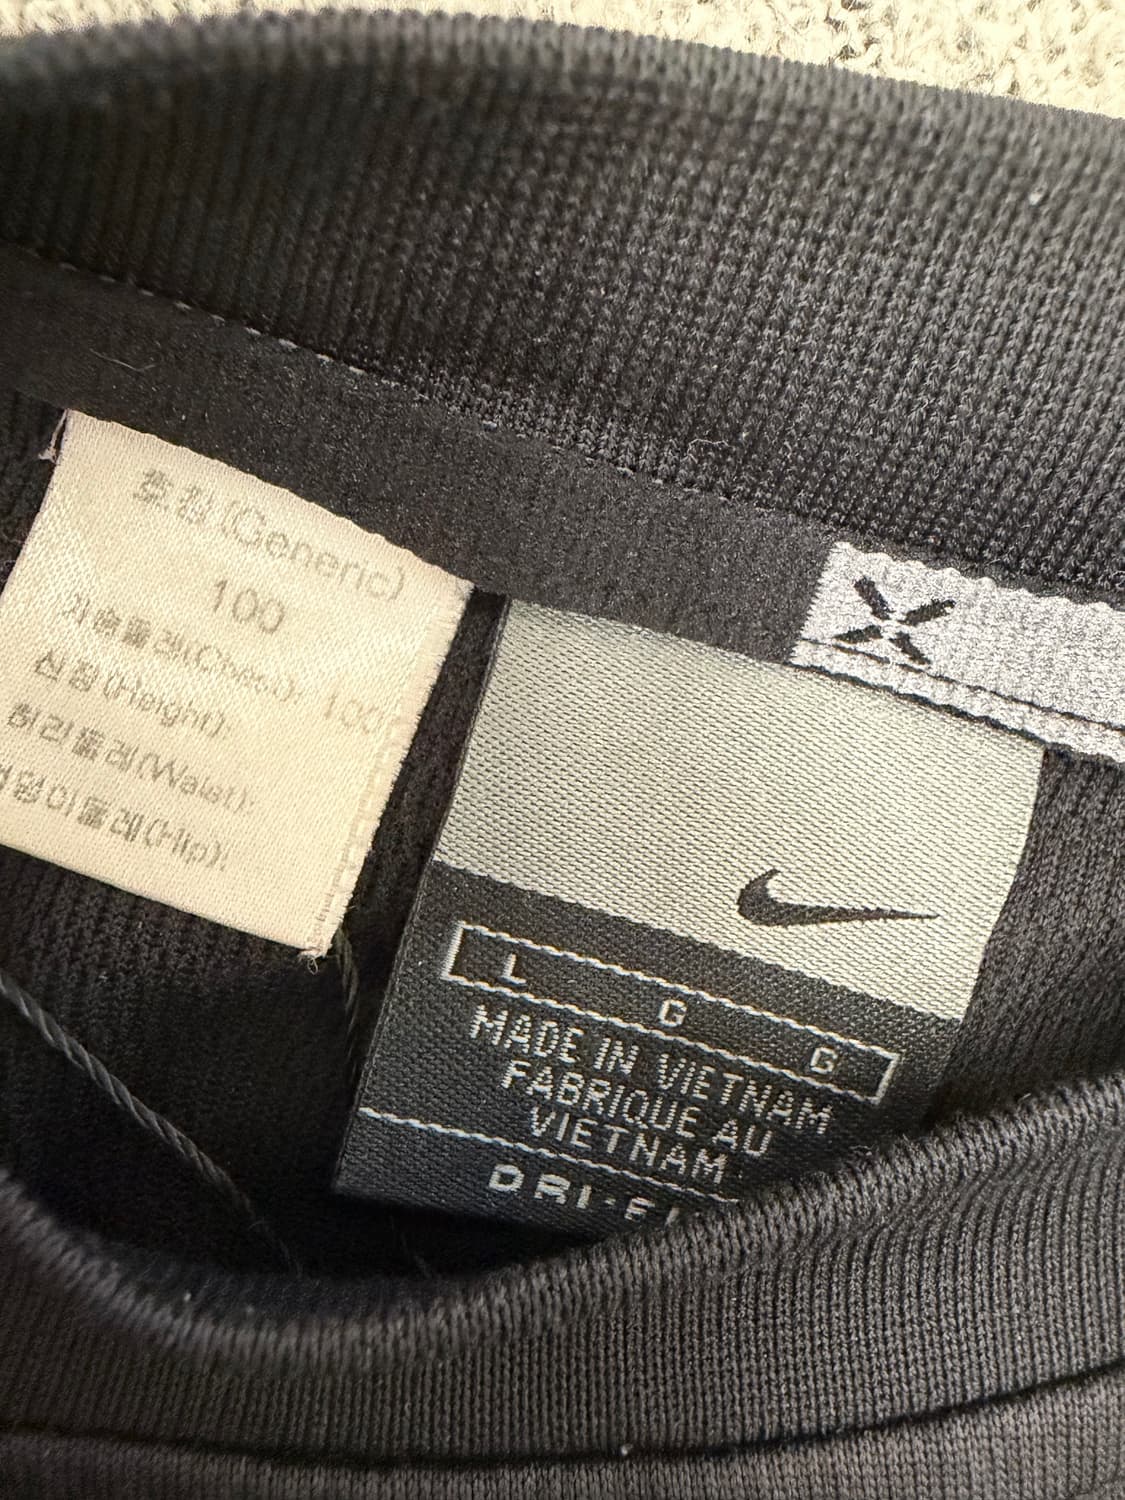 호칭(Generic)
100
가슴둘레(Chest): 100
신장(Height):
허리둘레(Waist):
엉덩이둘레(Hip):
L G G
MADE IN VIETNAM
FABRIQUE AU
VIETNAM